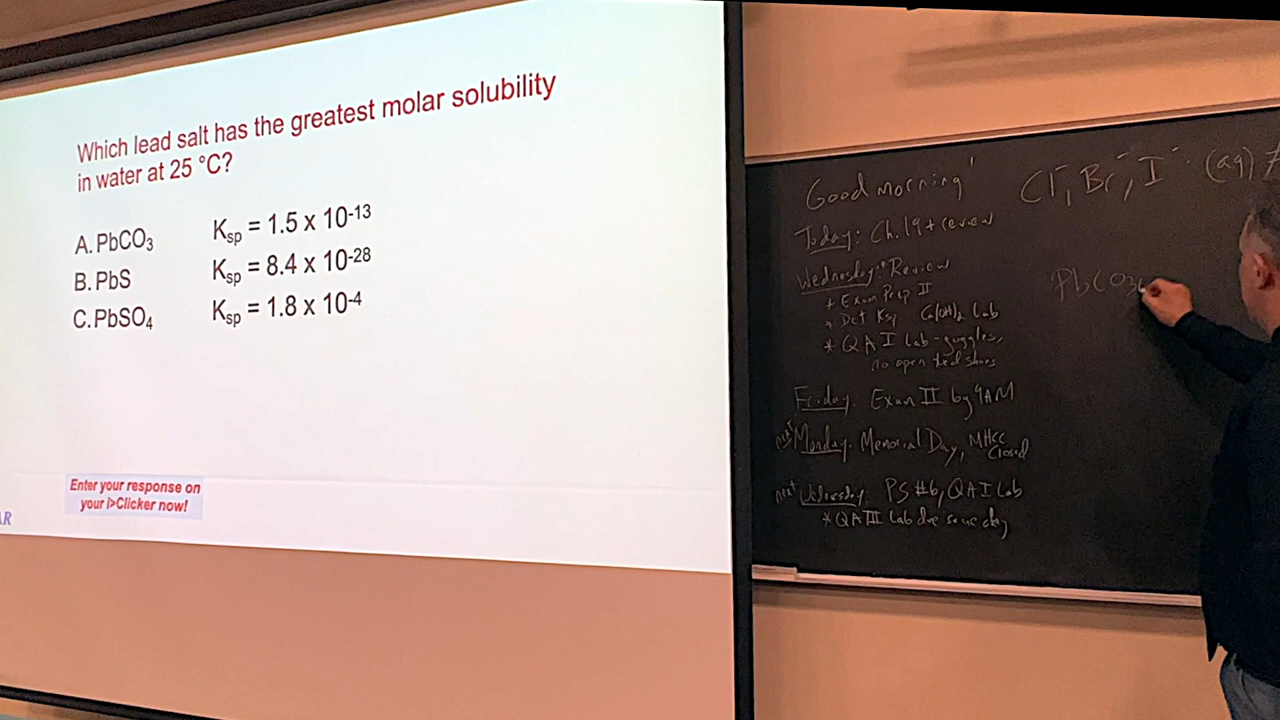 Which lead salt has the greatest molar solubility
in water at 25 °C?
A. PbCO₃ Ksp = 1.5 x 10⁻¹³
B. PbS Ksp = 8.4 x 10⁻²⁸
C. PbSO₄ Ksp = 1.8 x 10⁻⁴
Enter your response on
your i>Clicker now!
AR
Good morning!
Today: Ch. 19 + review
Wednesday: * Review
* Exam Prep II
* Det Ksp Ca(OH)₂ Lab
* QA I Lab - goggles,
no open toed shoes
Friday. Exam II by 9AM
next Monday. Memorial Day, MHCC
Closed
next Wednesday: PS #6, QA I Lab
* QA III Lab due same day
Cl⁻, Br⁻, I⁻ (aq)
PbCO₃